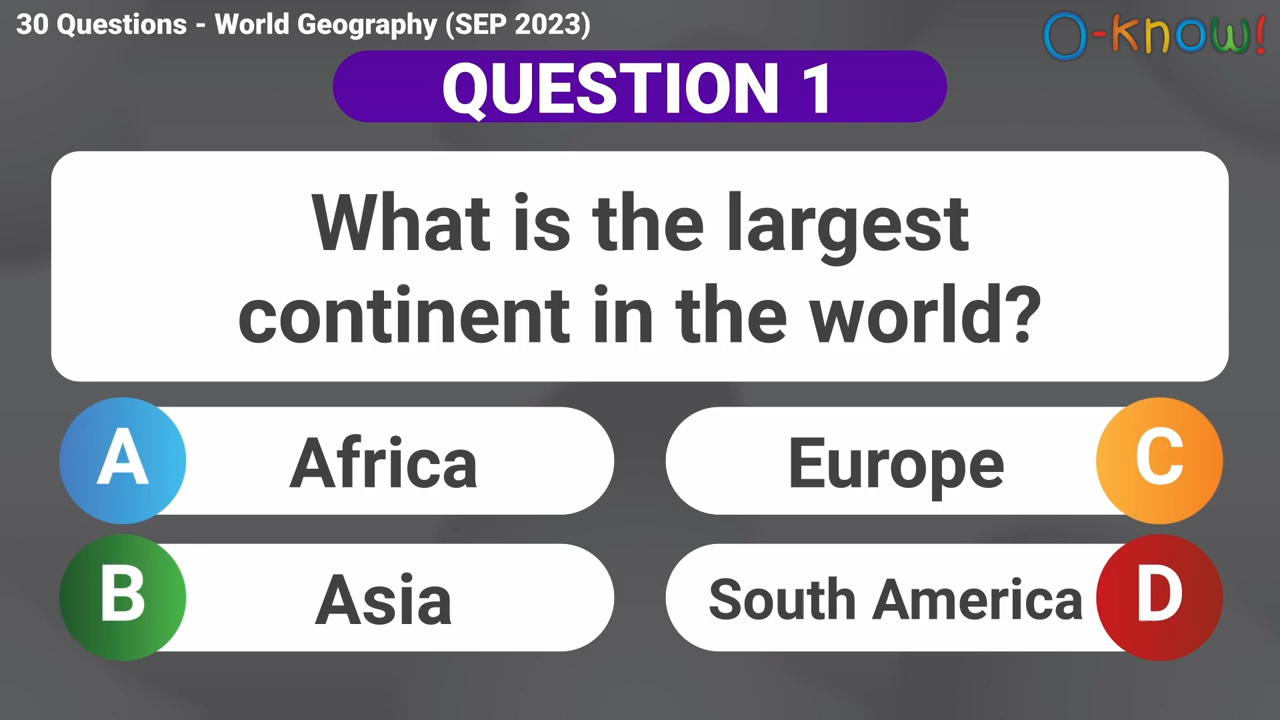 30 Questions - World Geography (SEP 2023)
O-know!
QUESTION 1
What is the largest
continent in the world?
A Africa
B Asia
Europe C
South America D